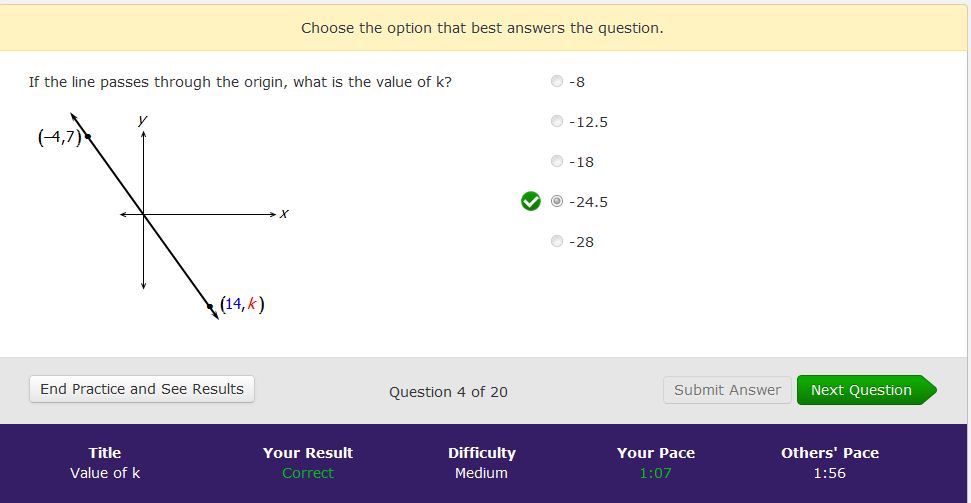 Choose the option that best answers the question.
If the line passes through the origin, what is the value of k?
(–4,7)
y
x
(14,k)
-8
-12.5
-18
-24.5
-28
End Practice and See Results
Question 4 of 20
Submit Answer
Next Question
Title
Your Result
Difficulty
Your Pace
Others' Pace
Value of k
Correct
Medium
1:07
1:56